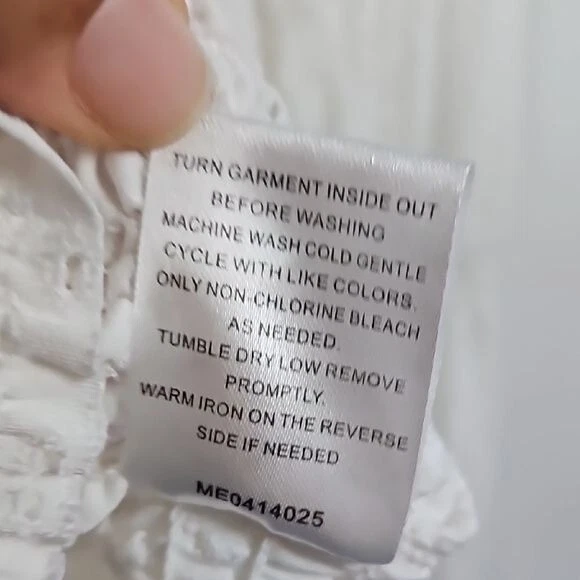 TURN GARMENT INSIDE OUT
BEFORE WASHING
MACHINE WASH COLD GENTLE
CYCLE WITH LIKE COLORS.
ONLY NON-CHLORINE BLEACH
AS NEEDED.
TUMBLE DRY LOW REMOVE
PROMPTLY.
WARM IRON ON THE REVERSE
SIDE IF NEEDED
ME0414025